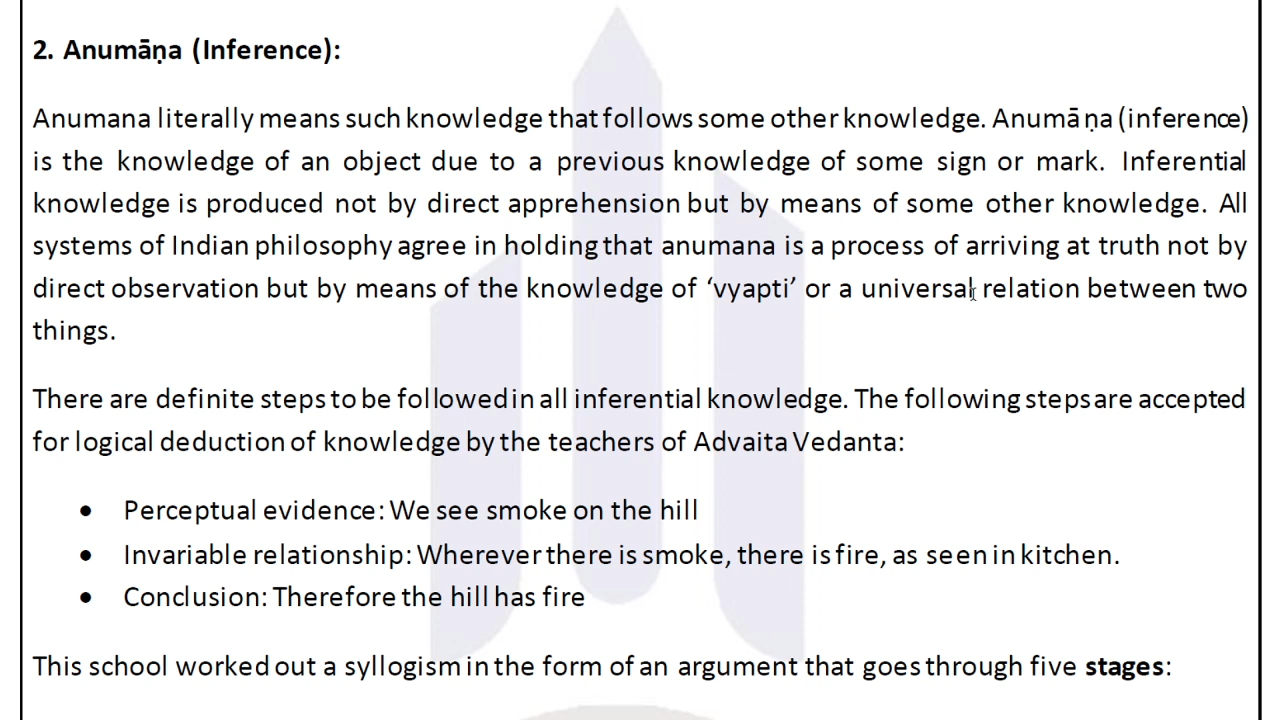 2. Anumāṇa (Inference):
Anumana literally means such knowledge that follows some other knowledge. Anumāṇa (inference)
is the knowledge of an object due to a previous knowledge of some sign or mark. Inferential
knowledge is produced not by direct apprehension but by means of some other knowledge. All
systems of Indian philosophy agree in holding that anumana is a process of arriving at truth not by
direct observation but by means of the knowledge of ‘vyapti’ or a universal relation between two
things.
There are definite steps to be followed in all inferential knowledge. The following steps are accepted
for logical deduction of knowledge by the teachers of Advaita Vedanta:
• Perceptual evidence: We see smoke on the hill
• Invariable relationship: Wherever there is smoke, there is fire, as seen in kitchen.
• Conclusion: Therefore the hill has fire
This school worked out a syllogism in the form of an argument that goes through five stages: